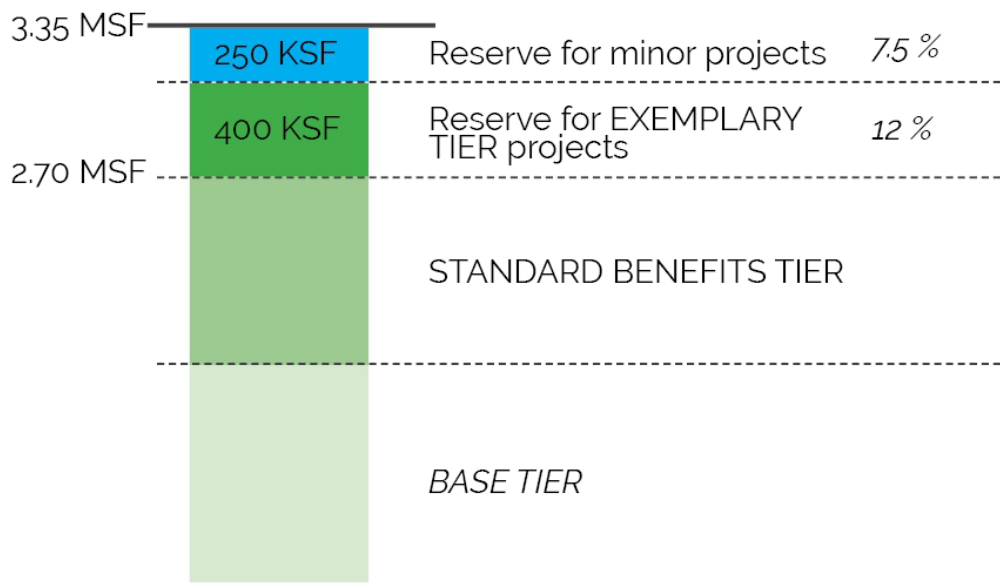 3.35 MSF
250 KSF
Reserve for minor projects
7.5 %
400 KSF
Reserve for EXEMPLARY
TIER projects
12 %
2.70 MSF
STANDARD BENEFITS TIER
BASE TIER